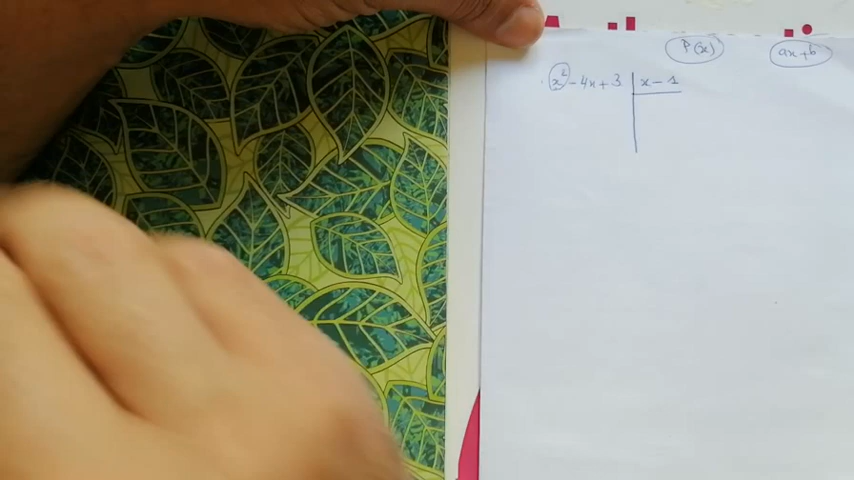 P(x) ax+b
x² - 4x + 3 | x - 1